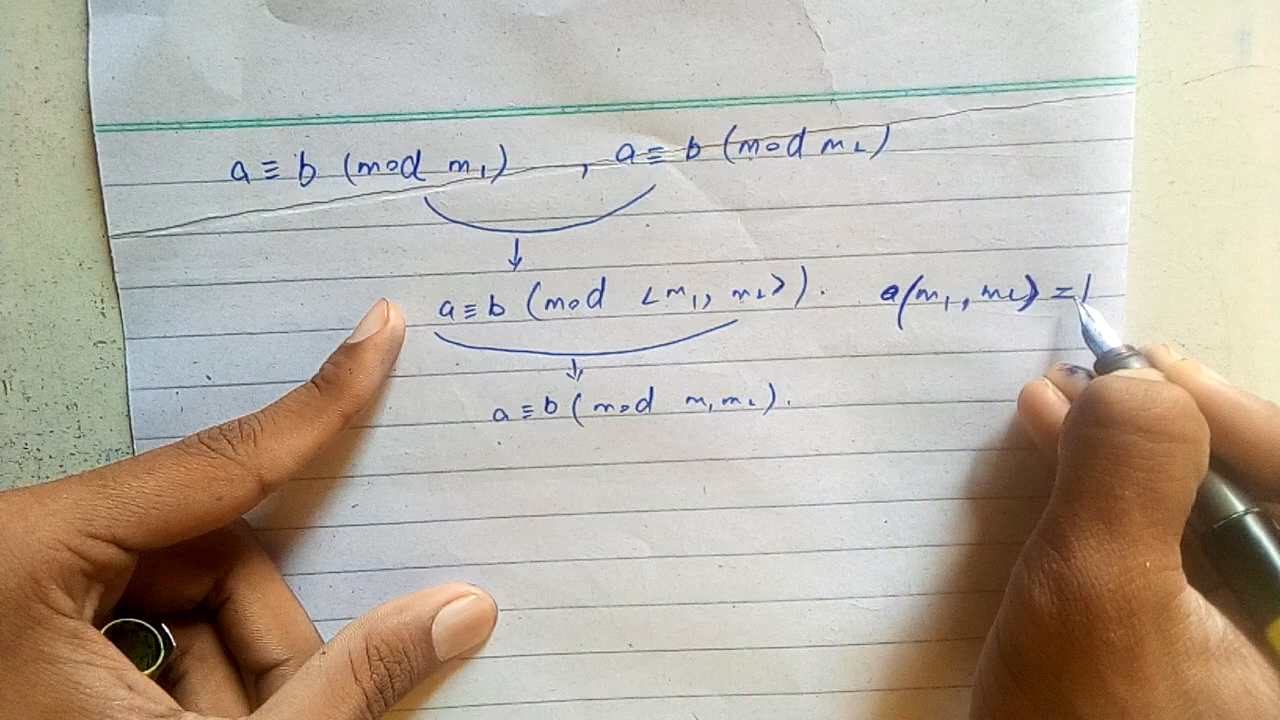 a ≡ b (mod m₁) , a ≡ b (mod m₂)
a ≡ b (mod <m₁, m₂>). (m₁, m₂) = 1
a ≡ b (mod m₁m₂).